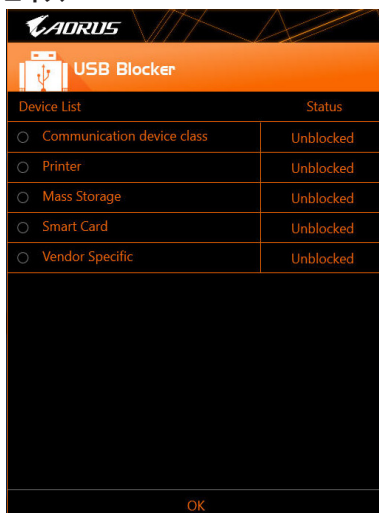 AORUS
USB Blocker
Device List Status
Communication device class Unblocked
Printer Unblocked
Mass Storage Unblocked
Smart Card Unblocked
Vendor Specific Unblocked
OK